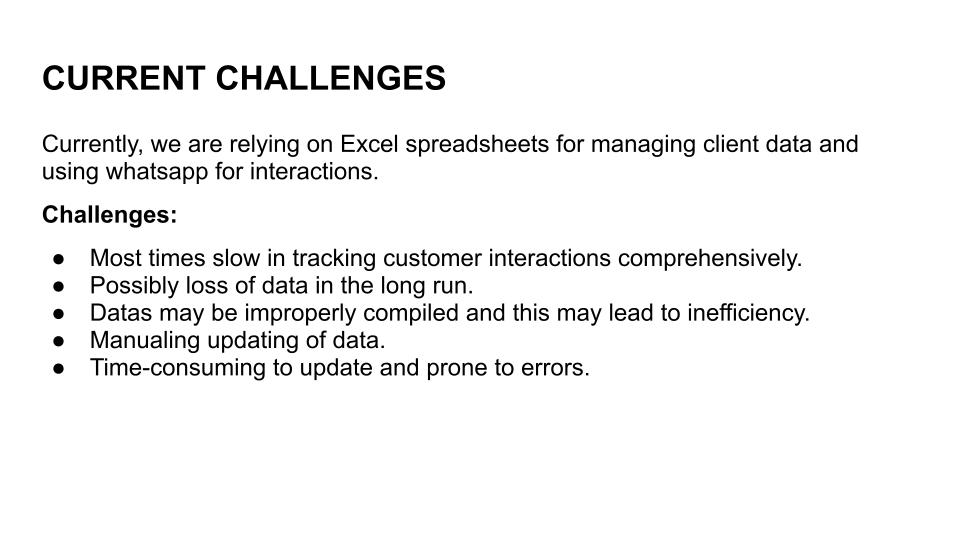 CURRENT CHALLENGES
Currently, we are relying on Excel spreadsheets for managing client data and
using whatsapp for interactions.
Challenges:
● Most times slow in tracking customer interactions comprehensively.
● Possibly loss of data in the long run.
● Datas may be improperly compiled and this may lead to inefficiency.
● Manualing updating of data.
● Time-consuming to update and prone to errors.